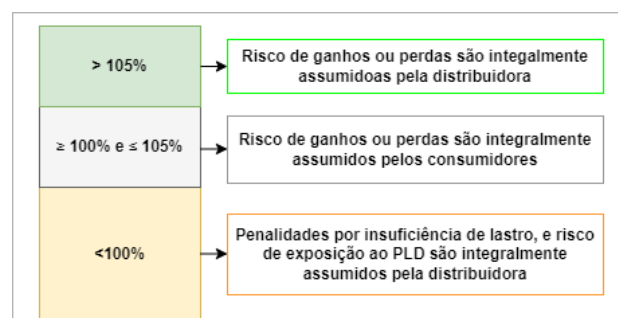 > 105%
Risco de ganhos ou perdas são integalmente
assumidoas pela distribuidora
≥ 100% e ≤ 105%
Risco de ganhos ou perdas são integralmente
assumidos pelos consumidores
<100%
Penalidades por insuficiência de lastro, e risco
de exposição ao PLD são integralmente
assumidos pela distribuidora